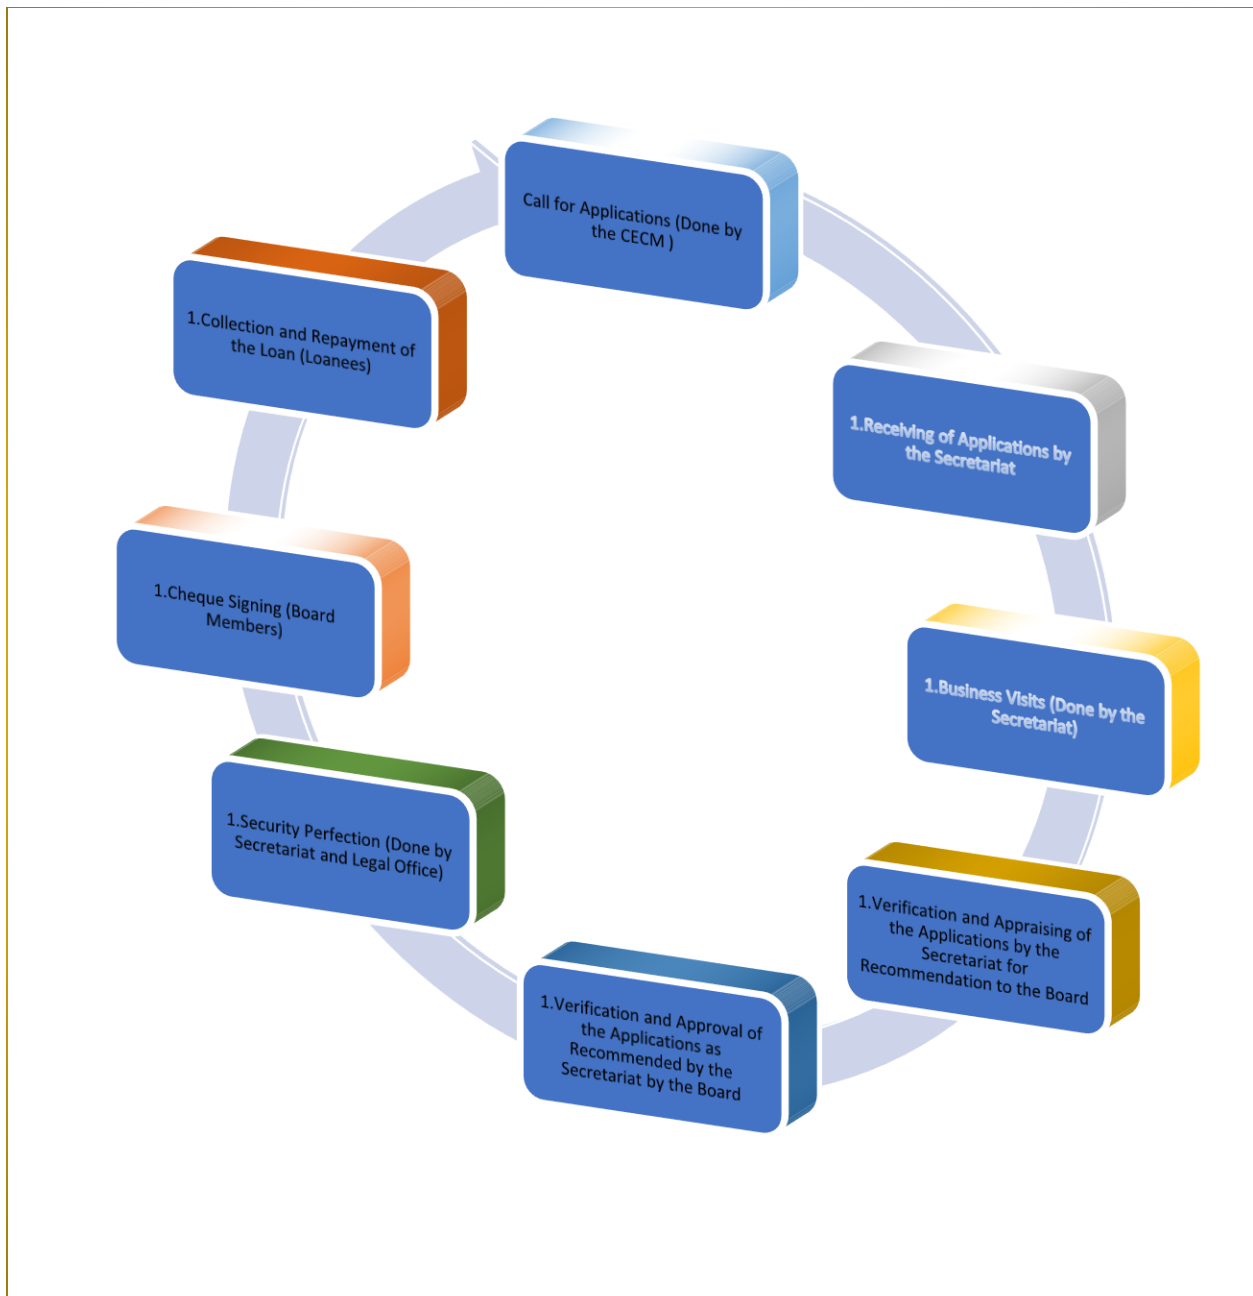 Call for Applications (Done by
the CECM )
1.Receiving of Applications by
the Secretariat
1.Business Visits (Done by the
Secretariat)
1.Verification and Appraising of
the Applications by the
Secretariat for
Recommendation to the Board
1.Verification and Approval of
the Applications as
Recommended by the
Secretariat by the Board
1.Security Perfection (Done by
Secretariat and Legal Office)
1.Cheque Signing (Board
Members)
1.Collection and Repayment of
the Loan (Loanees)